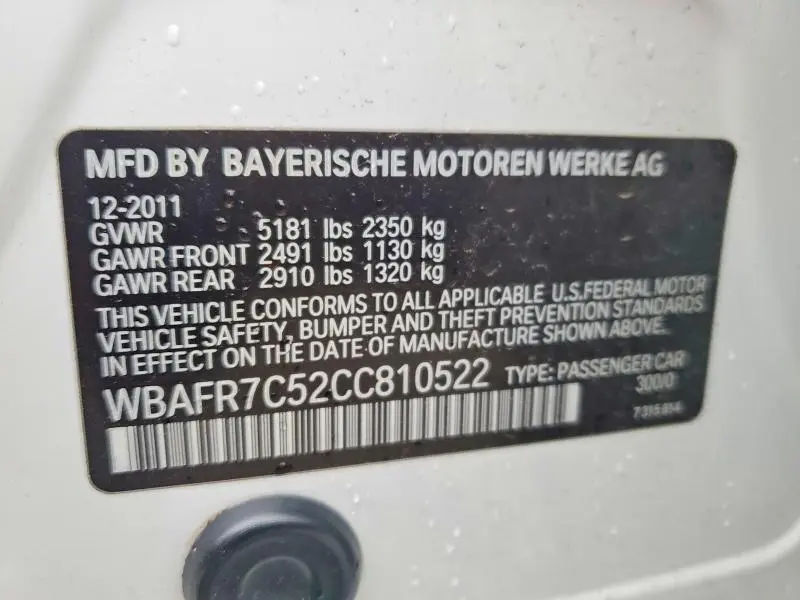 MFD BY BAYERISCHE MOTOREN WERKE AG
12-2011
GVWR 5181 lbs 2350 kg
GAWR FRONT 2491 lbs 1130 kg
GAWR REAR 2910 lbs 1320 kg
THIS VEHICLE CONFORMS TO ALL APPLICABLE U.S.FEDERAL MOTOR
VEHICLE SAFETY, BUMPER AND THEFT PREVENTION STANDARDS
IN EFFECT ON THE DATE OF MANUFACTURE SHOWN ABOVE.
WBAFR7C52CC810522 TYPE: PASSENGER CAR
300/0